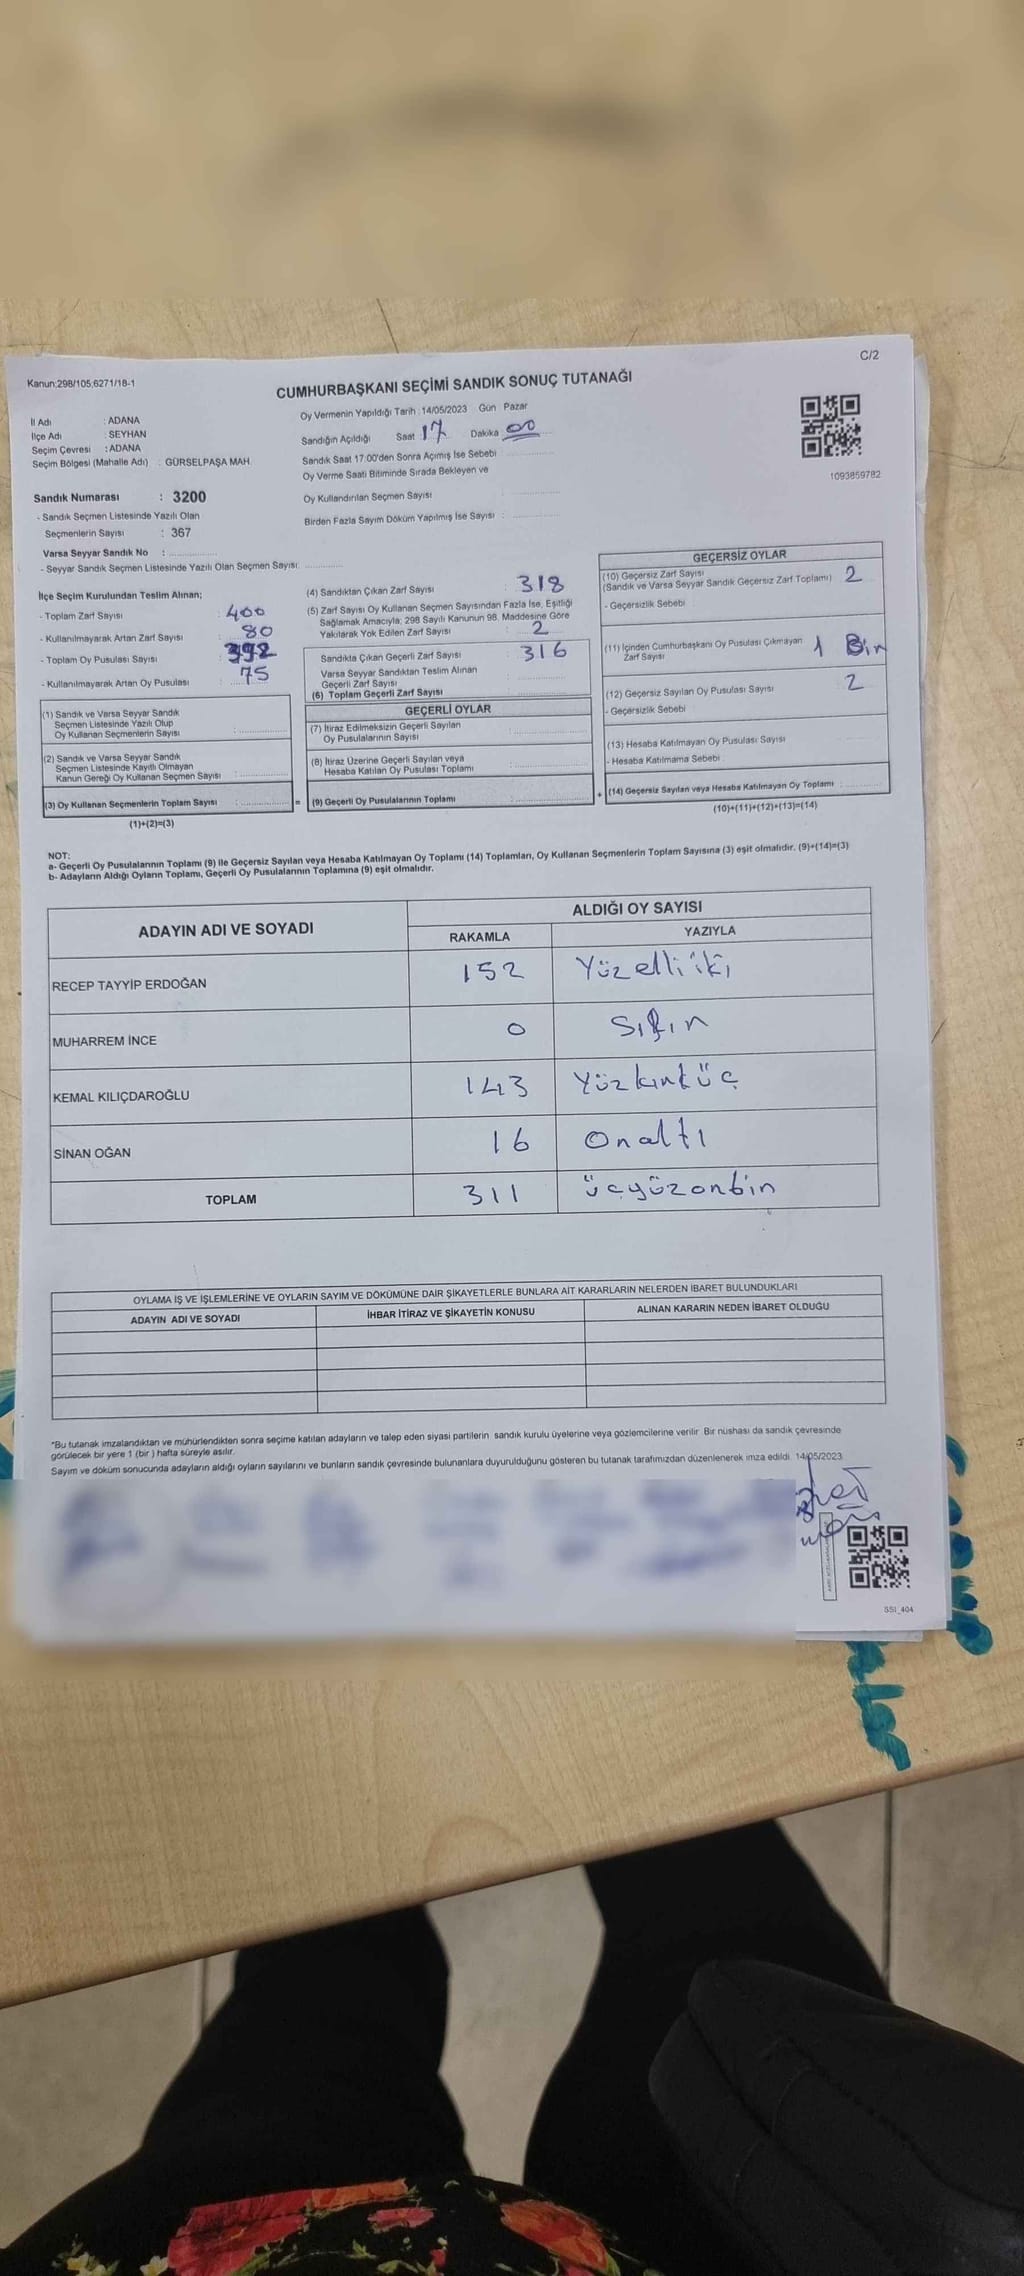 C/2
Kanun:298/105,6271/18-1
CUMHURBAŞKANI SEÇİMİ SANDIK SONUÇ TUTANAĞI
İl Adı : ADANA
İlçe Adı : SEYHAN
Seçim Çevresi : ADANA
Seçim Bölgesi (Mahalle Adı) : GÜRSELPAŞA MAH.
Sandık Numarası : 3200
- Sandık Seçmen Listesinde Yazılı Olan
Seçmenlerin Sayısı : 367
Varsa Seyyar Sandık No :
- Seyyar Sandık Seçmen Listesinde Yazılı Olan Seçmen Sayısı:
Oy Vermenin Yapıldığı Tarih : 14/05/2023 Gün Pazar
Sandığın Açıldığı Saat 17 Dakika 00
Sandık Saat 17:00'den Sonra Açımış İse Sebebi
Oy Verme Saati Bitiminde Sırada Bekleyen ve
Oy Kullandırılan Seçmen Sayısı :
Birden Fazla Sayım Döküm Yapılmış İse Sayısı :
1093859782
İlçe Seçim Kurulundan Teslim Alınan;
- Toplam Zarf Sayısı : 400
- Kullanılmayarak Artan Zarf Sayısı : 80
- Toplam Oy Pusulası Sayısı : 392
- Kullanılmayarak Artan Oy Pusulası : 75
(1) Sandık ve Varsa Seyyar Sandık
Seçmen Listesinde Yazılı Olup
Oy Kullanan Seçmenlerin Sayısı :
(2) Sandık ve Varsa Seyyar Sandık
Seçmen Listesinde Kayıtlı Olmayan
Kanun Gereği Oy Kullanan Seçmen Sayısı :
(3) Oy Kullanan Seçmenlerin Toplam Sayısı : =
(1)+(2)=(3)
(4) Sandıktan Çıkan Zarf Sayısı : 318
(5) Zarf Sayısı Oy Kullanan Seçmen Sayısından Fazla İse, Eşitliği
Sağlamak Amacıyla; 298 Sayılı Kanunun 98. Maddesine Göre
Yakılarak Yok Edilen Zarf Sayısı : 2
Sandıkta Çıkan Geçerli Zarf Sayısı : 316
Varsa Seyyar Sandıktan Teslim Alınan
Geçerli Zarf Sayısı :
(6) Toplam Geçerli Zarf Sayısı :
GEÇERLİ OYLAR
(7) İtiraz Edilmeksizin Geçerli Sayılan
Oy Pusulalarının Sayısı :
(8) İtiraz Üzerine Geçerli Sayılan veya
Hesaba Katılan Oy Pusulası Toplamı :
(9) Geçerli Oy Pusulalarının Toplamı : +
GEÇERSİZ OYLAR
(10) Geçersiz Zarf Sayısı
(Sandık ve Varsa Seyyar Sandık Geçersiz Zarf Toplamı) 2
- Geçersizlik Sebebi
(11) İçinden Cumhurbaşkanı Oy Pusulası Çıkmayan
Zarf Sayısı 1 Bir
(12) Geçersiz Sayılan Oy Pusulası Sayısı 2
- Geçersizlik Sebebi
(13) Hesaba Katılmayan Oy Pusulası Sayısı
- Hesaba Katılmama Sebebi
(14) Geçersiz Sayılan veya Hesaba Katılmayan Oy Toplamı :
(10)+(11)+(12)+(13)=(14)
NOT:
a- Geçerli Oy Pusulalarının Toplamı (9) ile Geçersiz Sayılan veya Hesaba Katılmayan Oy Toplamı (14) Toplamları, Oy Kullanan Seçmenlerin Toplam Sayısına (3) eşit olmalıdır. (9)+(14)=(3)
b- Adayların Aldığı Oyların Toplamı, Geçerli Oy Pusulalarının Toplamına (9) eşit olmalıdır.
ADAYIN ADI VE SOYADI ALDIĞI OY SAYISI
RAKAMLA YAZIYLA
RECEP TAYYİP ERDOĞAN 152 Yüzelliiki
MUHARREM İNCE 0 Sıfır
KEMAL KILIÇDAROĞLU 143 Yüzkırküç
SİNAN OĞAN 16 Onaltı
TOPLAM 311 üçyüzonbir
OYLAMA İŞ VE İŞLEMLERİNE VE OYLARIN SAYIM VE DÖKÜMÜNE DAİR ŞİKAYETLERLE BUNLARA AİT KARARLARIN NELERDEN İBARET BULUNDUKLARI
ADAYIN ADI VE SOYADI İHBAR İTİRAZ VE ŞİKAYETİN KONUSU ALINAN KARARIN NEDEN İBARET OLDUĞU
*Bu tutanak imzalandıktan ve mühürlendikten sonra seçime katılan adayların ve talep eden siyasi partilerin sandık kurulu üyelerine veya gözlemcilerine verilir. Bir nüshası da sandık çevresinde
görülecek bir yere 1 (bir ) hafta süreyle asılır.
Sayım ve döküm sonucunda adayların aldığı oyların sayılarını ve bunların sandık çevresinde bulunanlara duyurulduğunu gösteren bu tutanak tarafımızdan düzenlenerek imza edildi. 14/05/2023
SSI_404